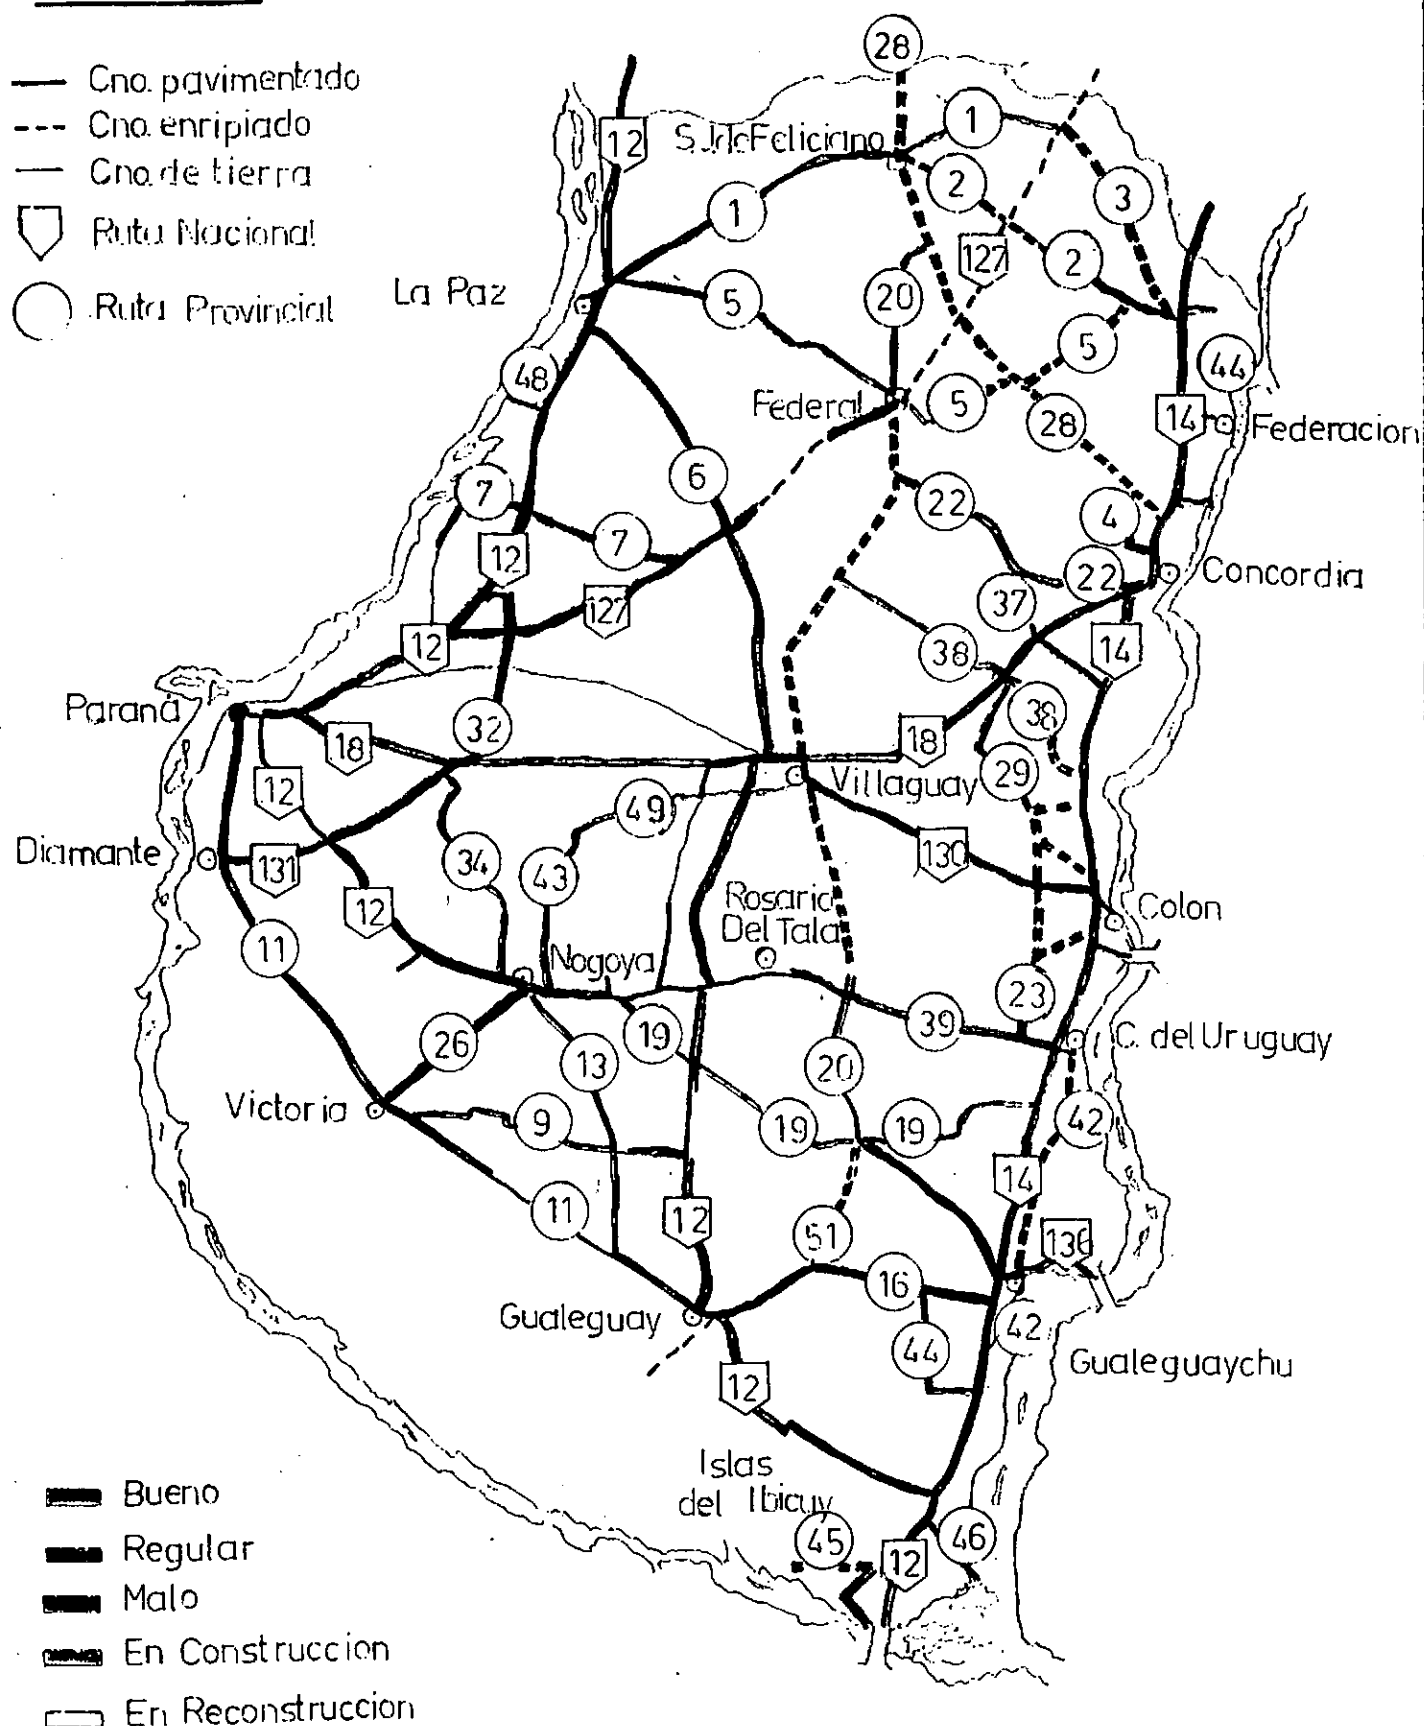 28
Cno. pavimentado
Cno. enripiado
Cno. de tierra
Ruta Nacional
Ruta Provincial
12
S.J.deFeliciano
1
2
3
1
127
2
La Paz
5
20
5
48
44
Federal
5
28
14
Federacion
7
6
22
4
7
12
22
Concordia
127
37
12
38
14
Paraná
32
38
18
18
12
49
Villaguay
29
Diamante
131
34
43
130
12
Rosario
Del Tala
Colon
11
Nogoya
23
26
13
19
39
C. del Uruguay
20
Victoria
9
19
19
42
14
11
12
51
136
16
Gualeguay
42
44
Gualeguaychu
12
Islas
del Ibicuy
45
12
46
Bueno
Regular
Malo
En Construccion
En Reconstruccion